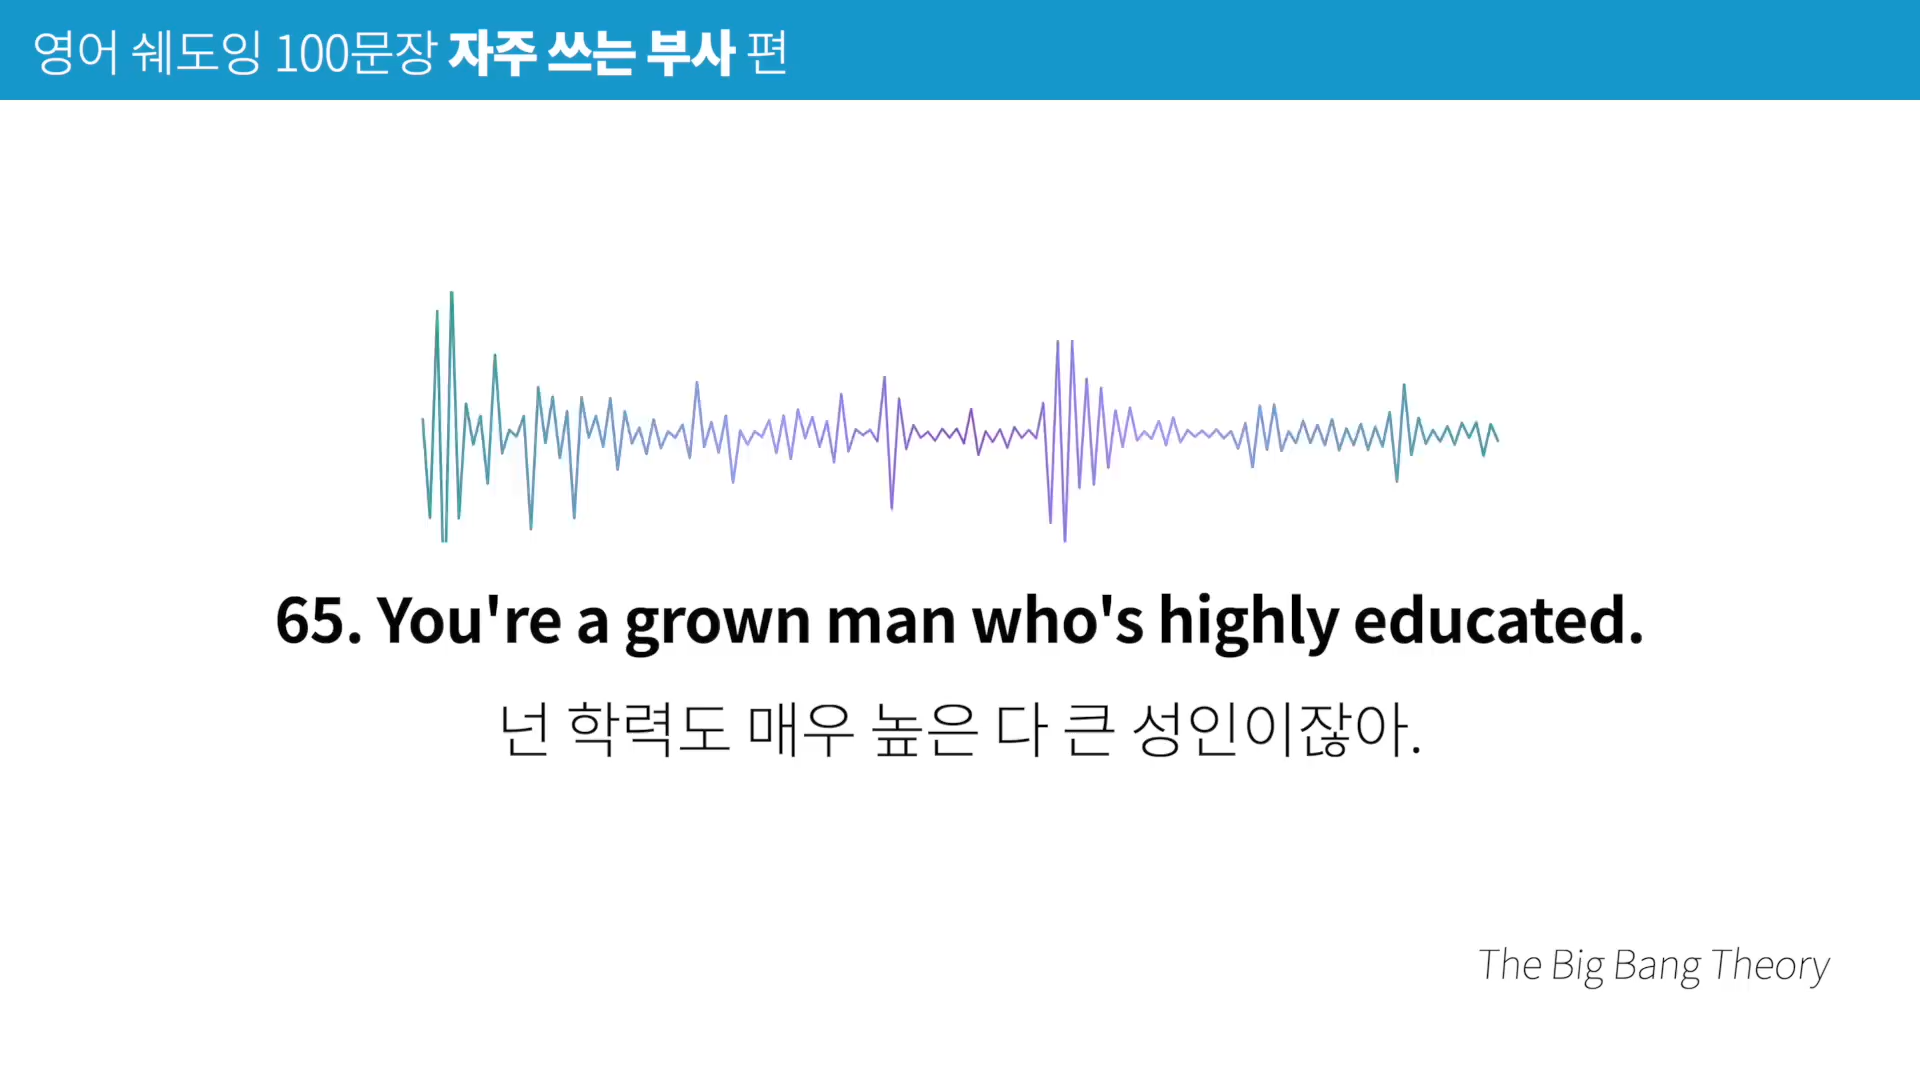 영어 쉐도잉 100문장 자주 쓰는 부사 편
65. You're a grown man who's highly educated.
넌 학력도 매우 높은 다 큰 성인이잖아.
The Big Bang Theory